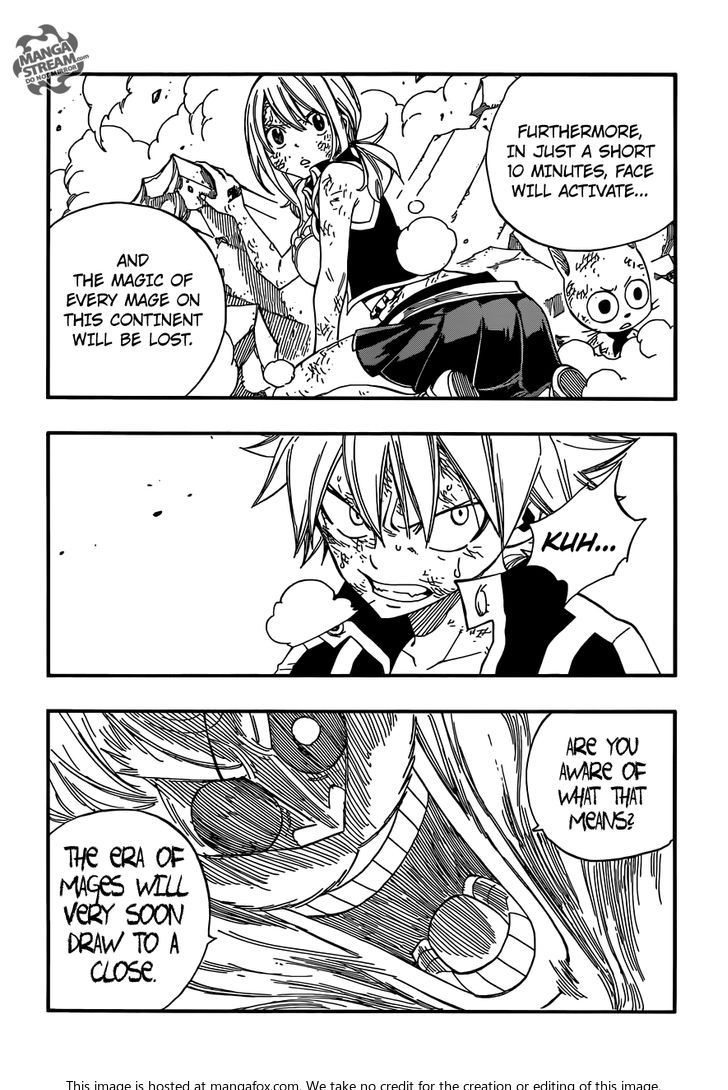 MANGA
STREAM.com
DO NOT MIRROR
FURTHERMORE,
IN JUST A SHORT
10 MINUTES, FACE
WILL ACTIVATE...
AND
THE MAGIC OF
EVERY MAGE ON
THIS CONTINENT
WILL BE LOST.
KUH...
ARE YOU
AWARE OF
WHAT THAT
MEANS?
THE ERA OF
MAGES WILL
VERY SOON
DRAW TO A
CLOSE.
This image is hosted at mangafox.com. We take no credit for the creation or editing of this image.